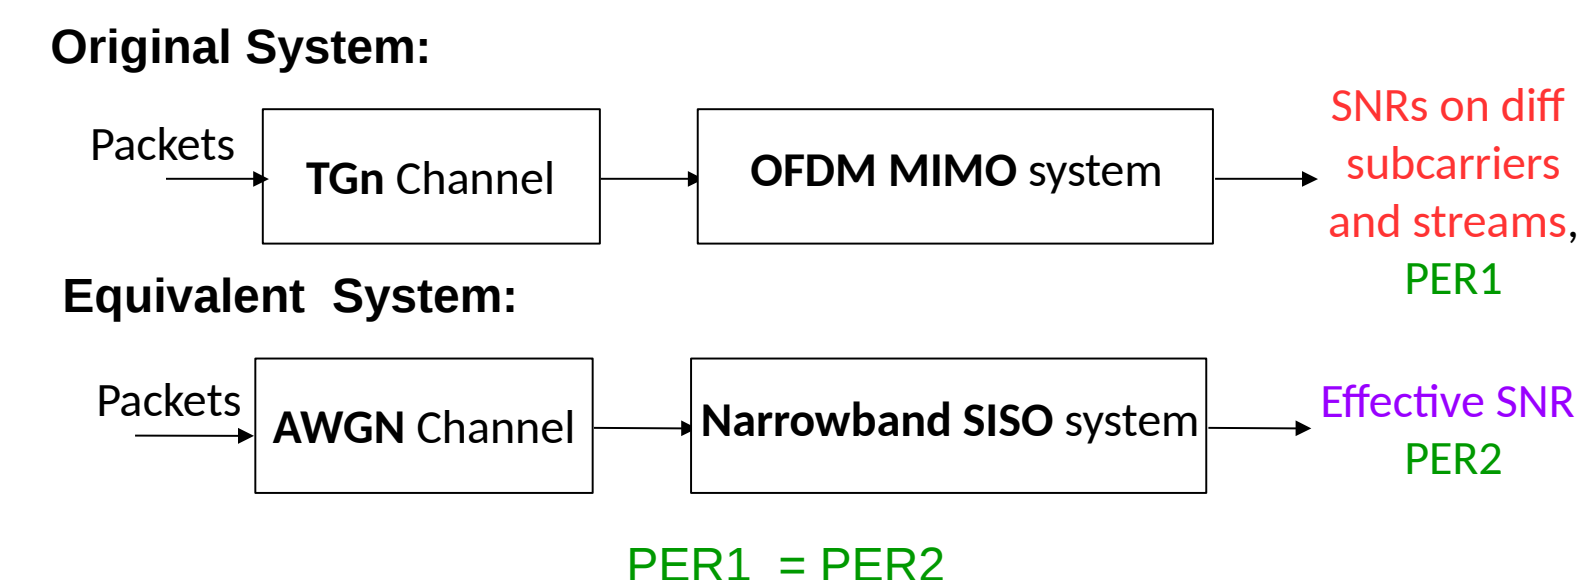 Original System:
Packets
TGn Channel
OFDM MIMO system
SNRs on diff
subcarriers
and streams,
PER1
Equivalent System:
Packets
AWGN Channel
Narrowband SISO system
Effective SNR
PER2
PER1 = PER2